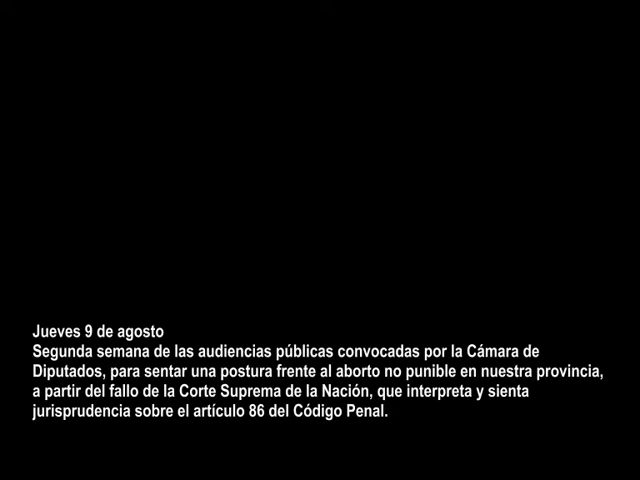 Jueves 9 de agosto
Segunda semana de las audiencias públicas convocadas por la Cámara de
Diputados, para sentar una postura frente al aborto no punible en nuestra provincia,
a partir del fallo de la Corte Suprema de la Nación, que interpreta y sienta
jurisprudencia sobre el artículo 86 del Código Penal.